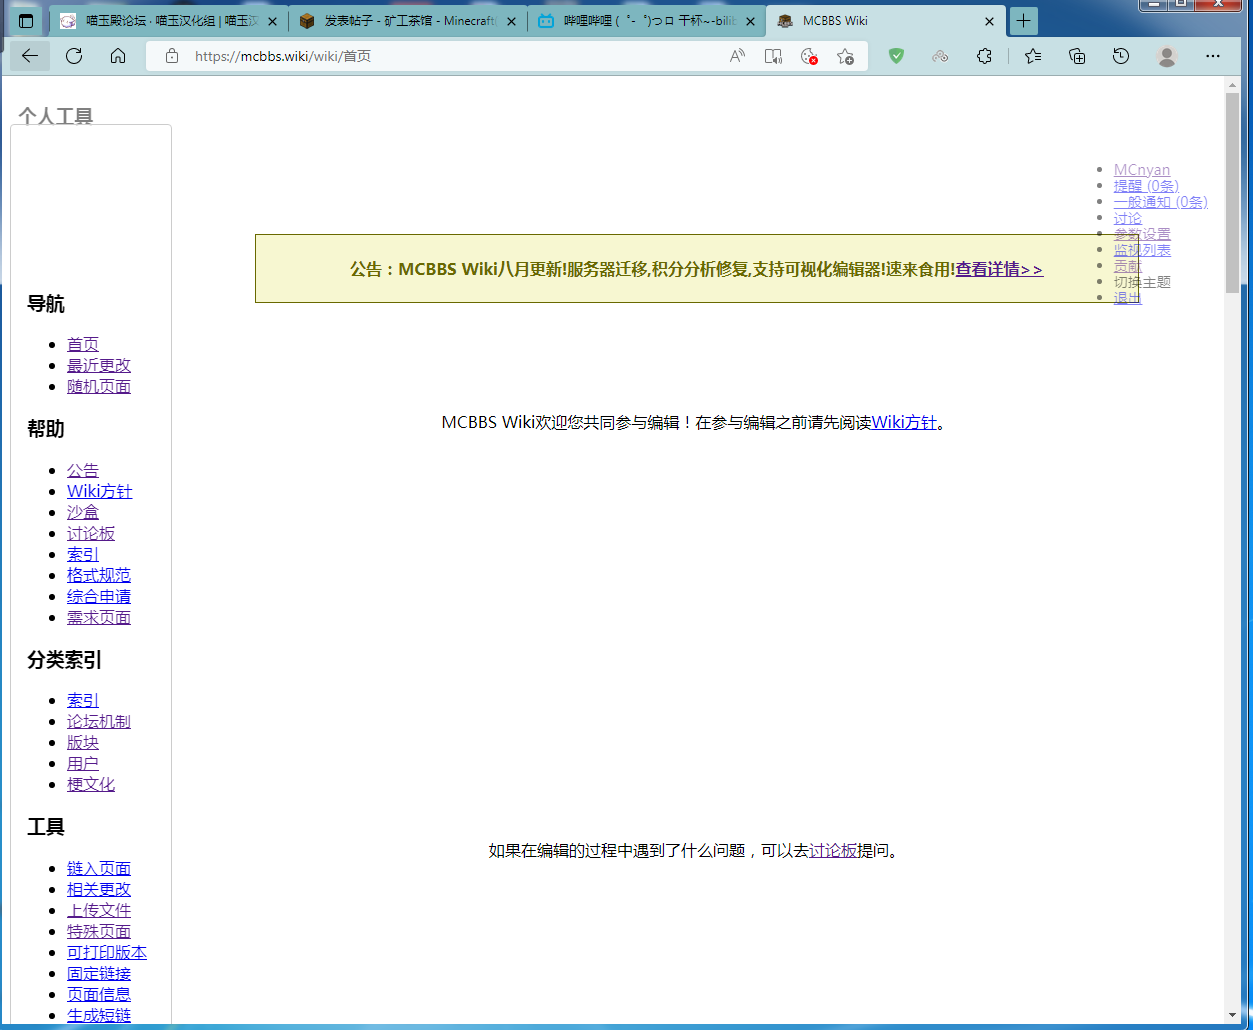 喵玉殿论坛 · 喵玉汉化组 | 喵玉汉
发表帖子 - 矿工茶馆 - Minecraft(
哔哩哔哩 ( ゜- ゜)つロ 干杯~-bilib
MCBBS Wiki
https://mcbbs.wiki/wiki/首页
个人工具
MCnyan
提醒 (0条)
一般通知 (0条)
讨论
参数设置
监视列表
贡献
切换主题
退出
公告：MCBBS Wiki八月更新!服务器迁移,积分分析修复,支持可视化编辑器!速来食用!查看详情>>
导航
首页
最近更改
随机页面
MCBBS Wiki欢迎您共同参与编辑！在参与编辑之前请先阅读Wiki方针。
帮助
公告
Wiki方针
沙盒
讨论板
索引
格式规范
综合申请
需求页面
分类索引
索引
论坛机制
版块
用户
梗文化
工具
如果在编辑的过程中遇到了什么问题，可以去讨论板提问。
链入页面
相关更改
上传文件
特殊页面
可打印版本
固定链接
页面信息
生成短链